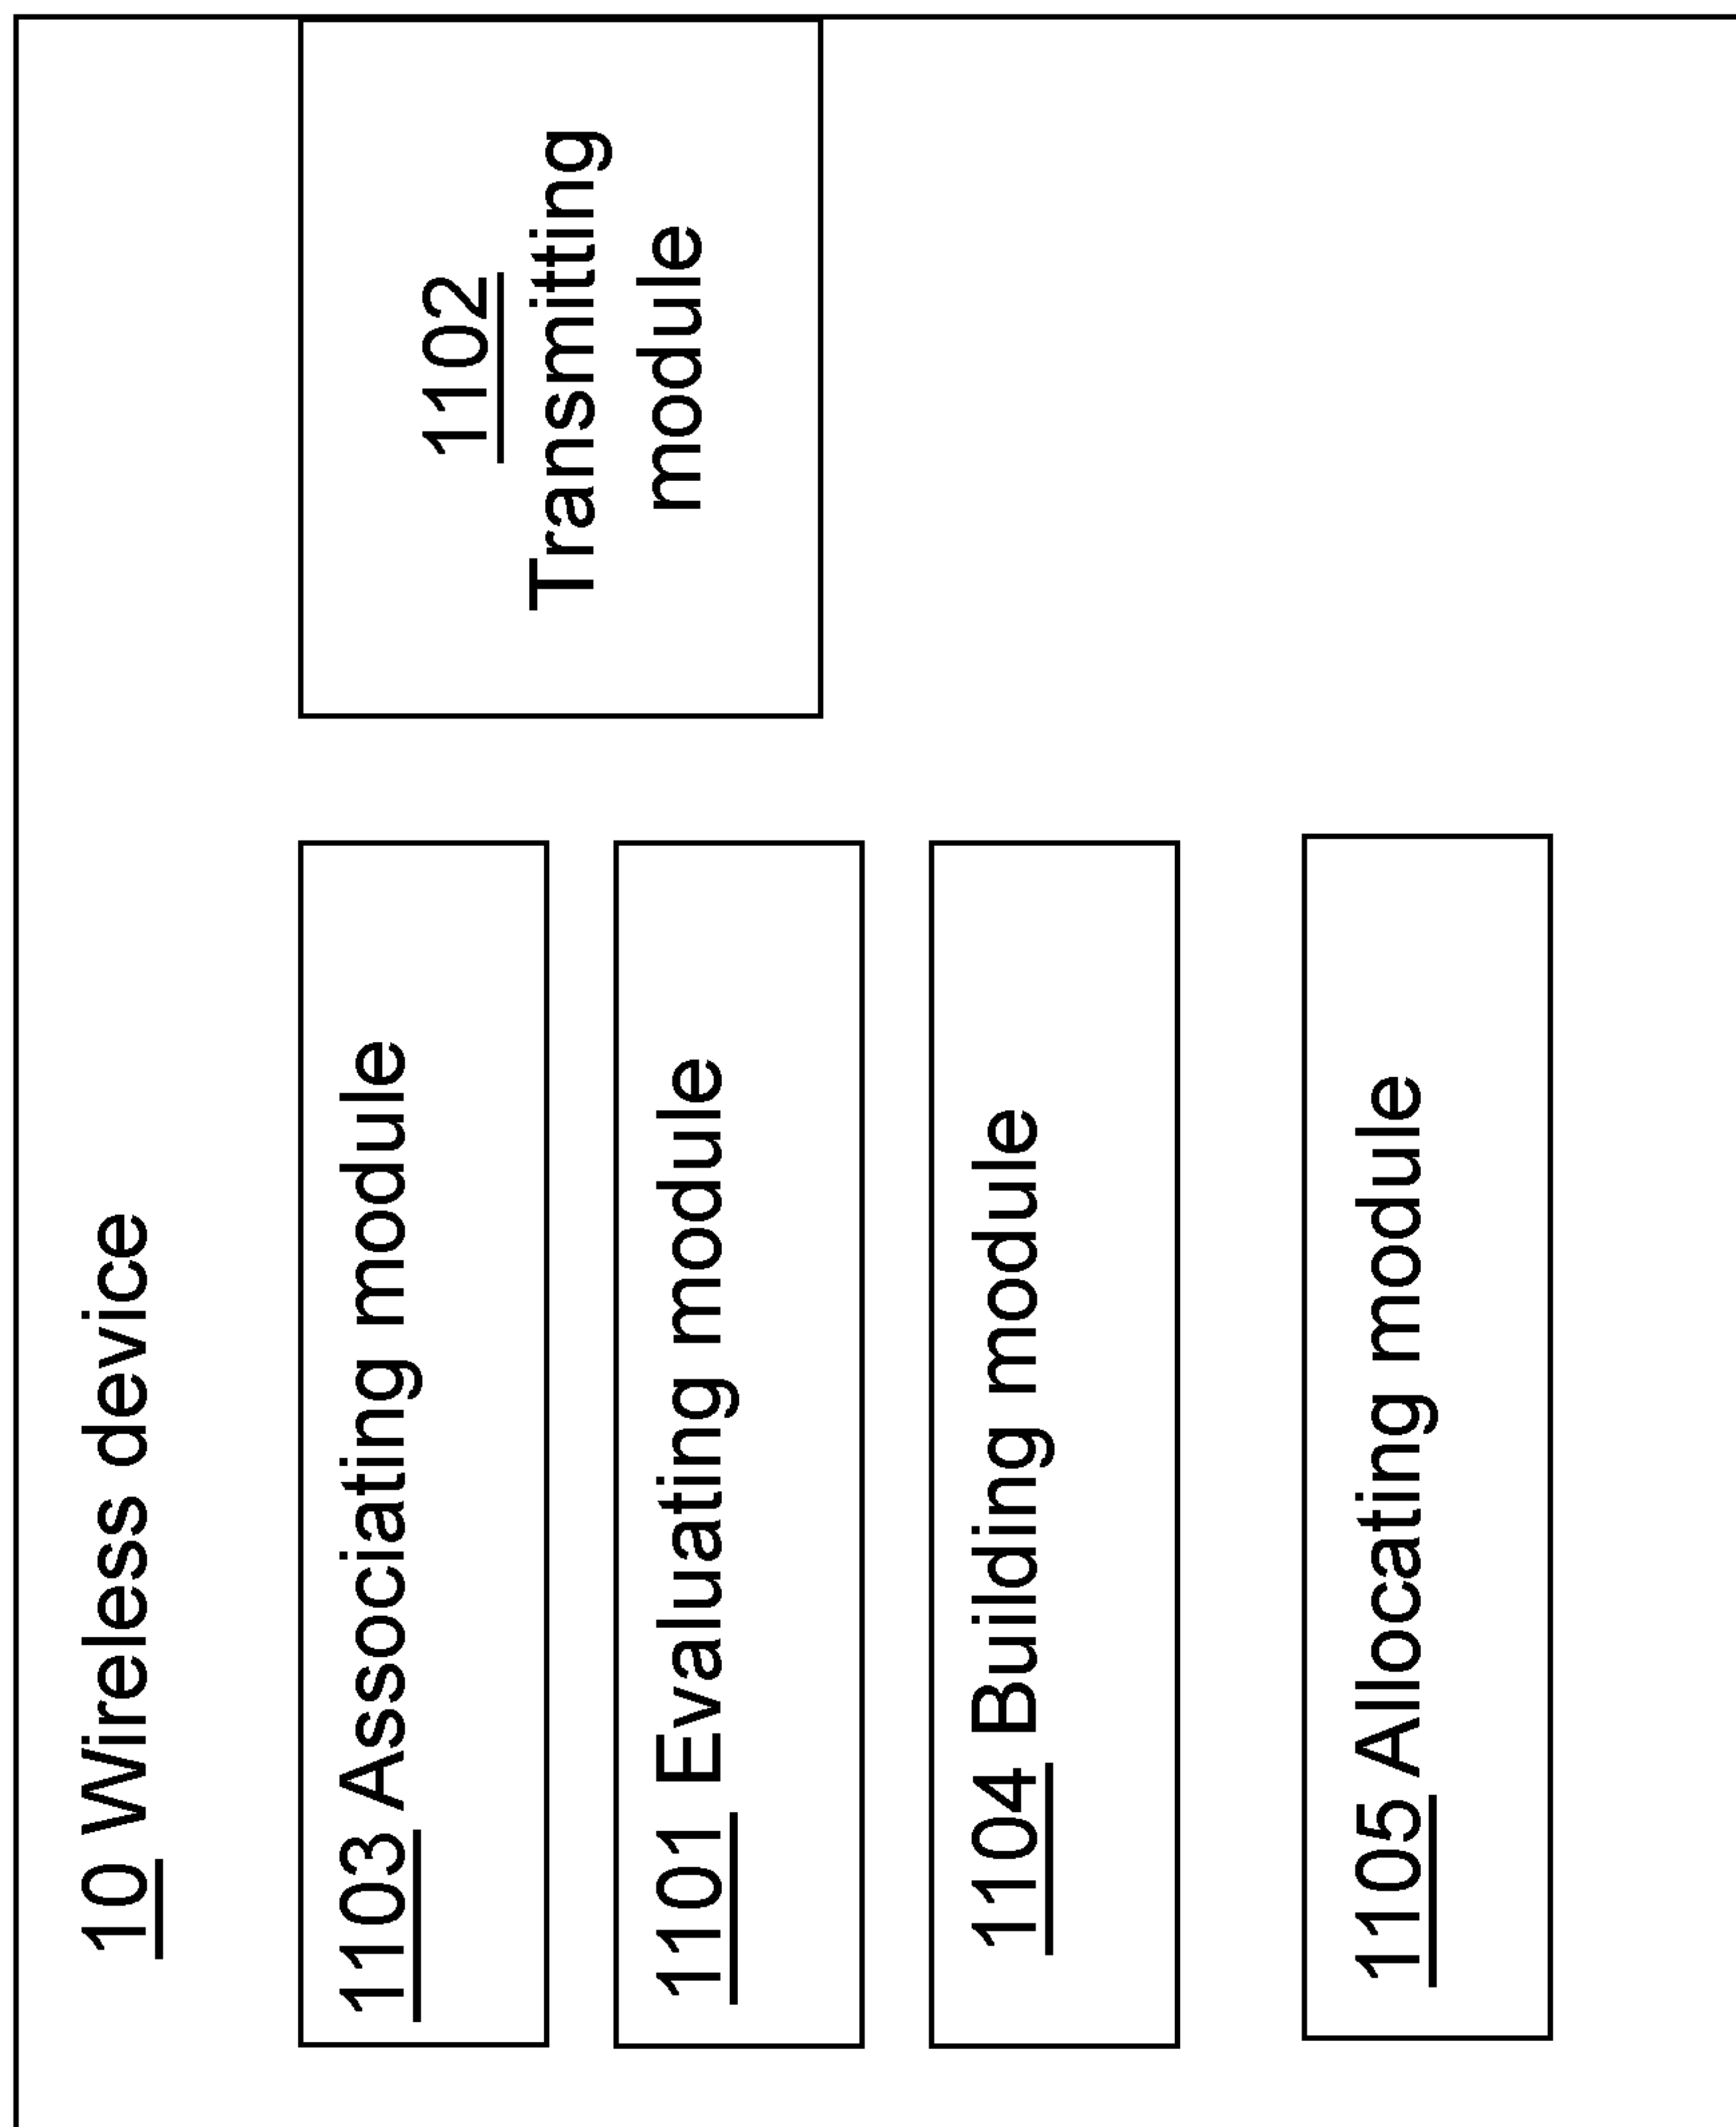 10 Wireless device
1103 Associating module
1102
Transmitting
module
1101 Evaluating module
1104 Building module
1105 Allocating module